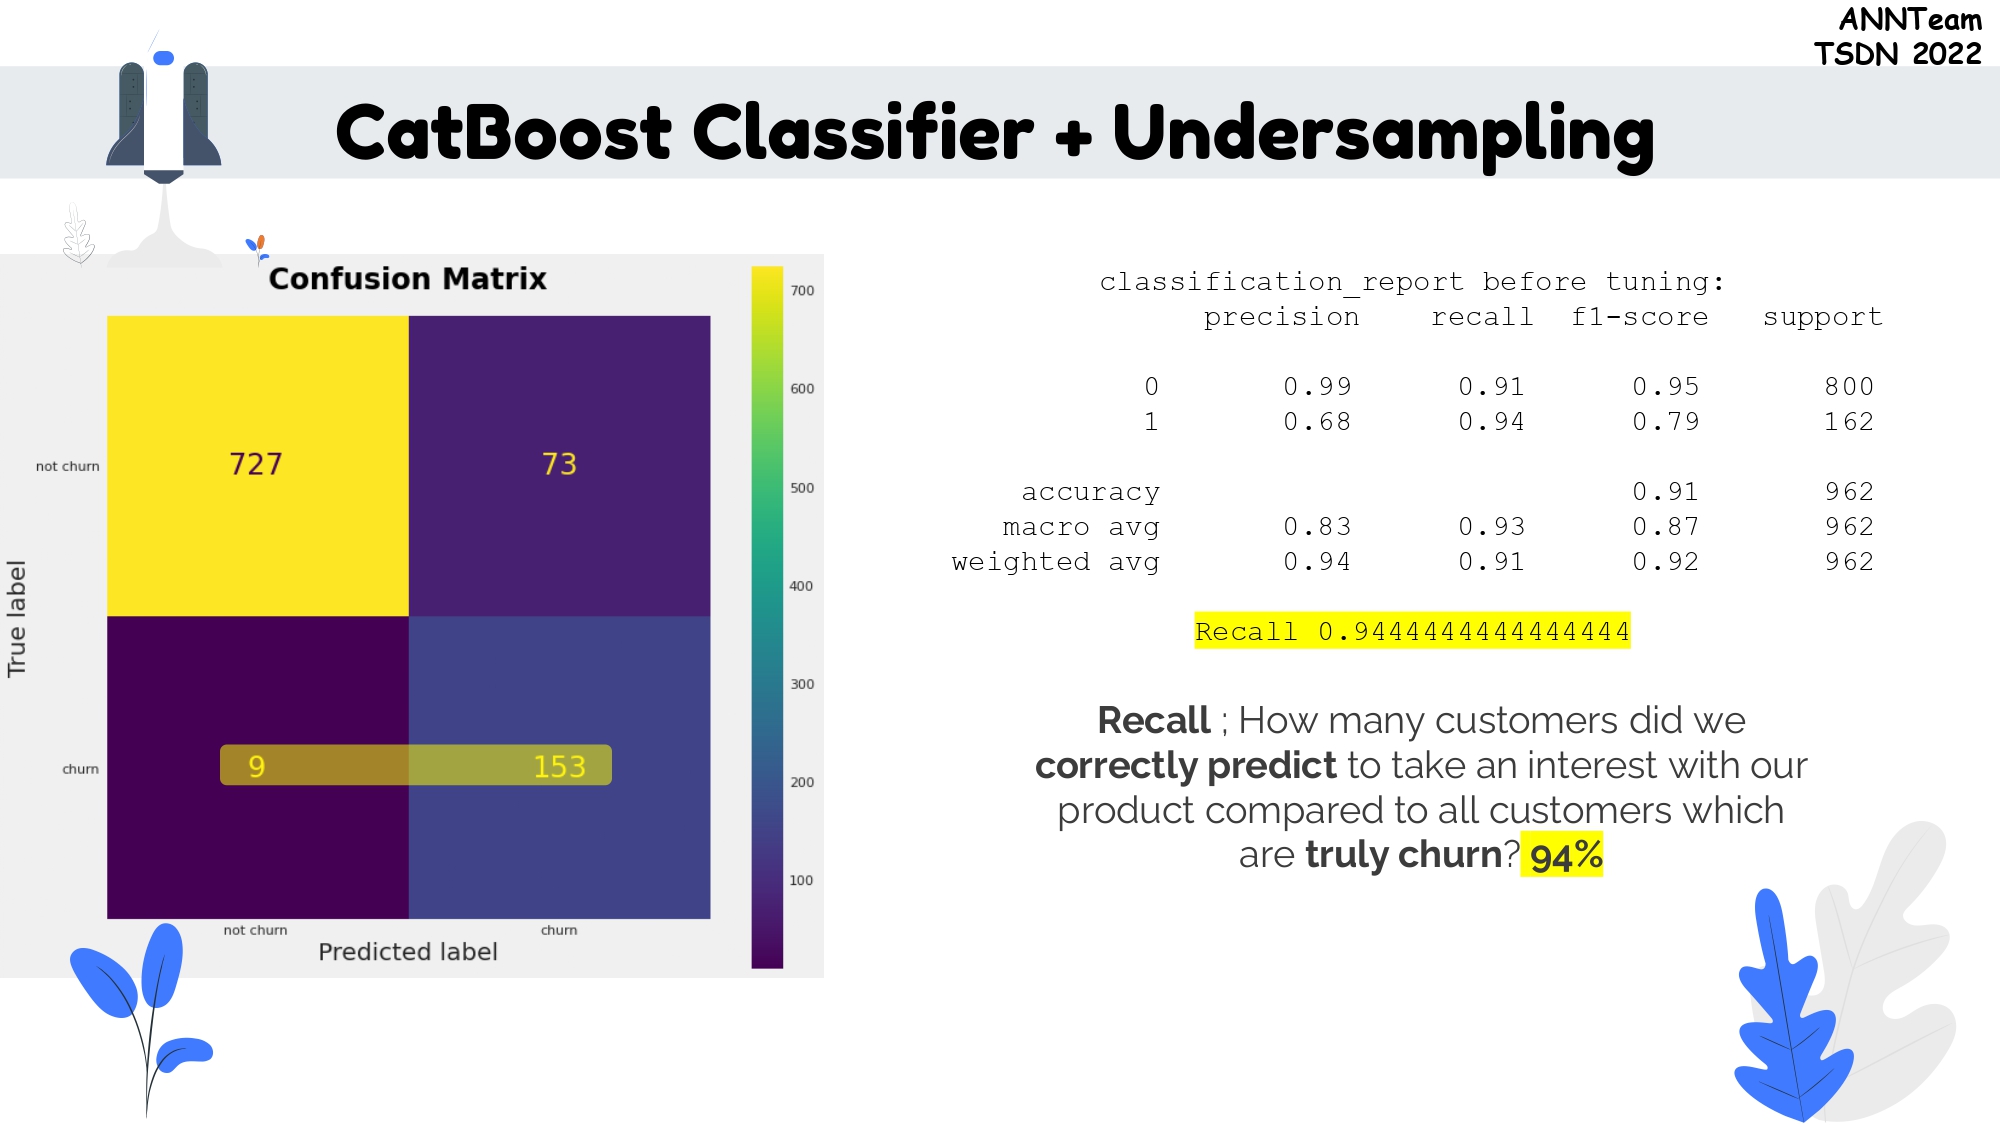 ANNTeam
TSDN 2022
CatBoost Classifier + Undersampling
Confusion Matrix
True label
not churn
727
73
churn
9
153
not churn
churn
Predicted label
700
600
500
400
300
200
100
classification_report before tuning:
precision recall f1-score support
0 0.99 0.91 0.95 800
1 0.68 0.94 0.79 162
accuracy 0.91 962
macro avg 0.83 0.93 0.87 962
weighted avg 0.94 0.91 0.92 962
Recall 0.9444444444444444
Recall ; How many customers did we
correctly predict to take an interest with our
product compared to all customers which
are truly churn? 94%